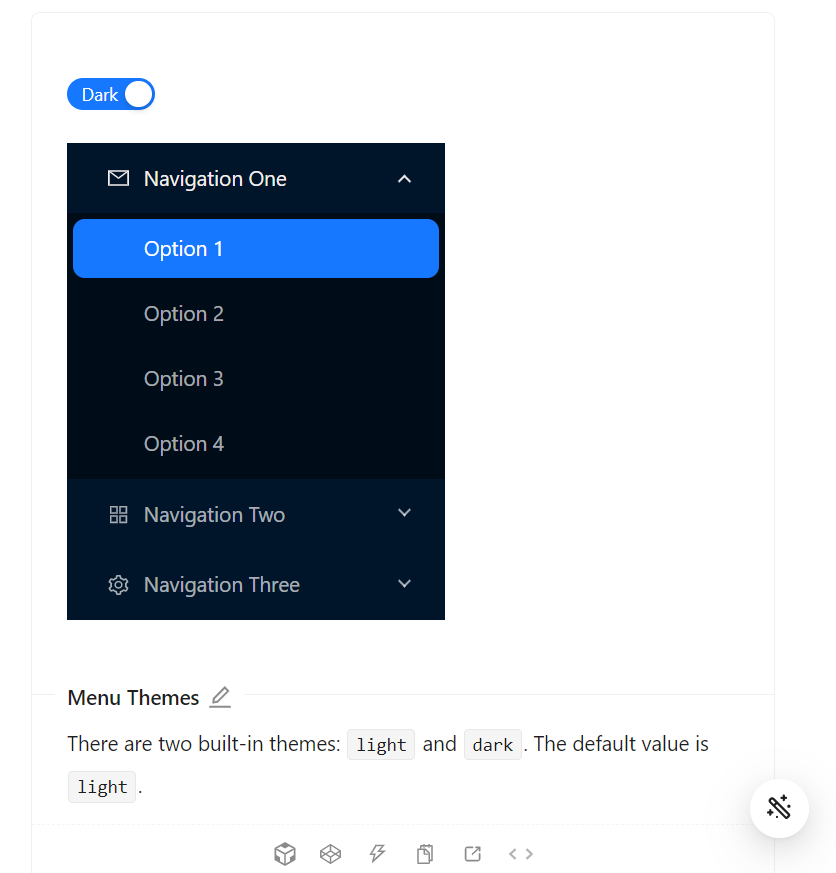 Dark
Navigation One
Option 1
Option 2
Option 3
Option 4
Navigation Two
Navigation Three
Menu Themes
There are two built-in themes: light and dark. The default value is
light.